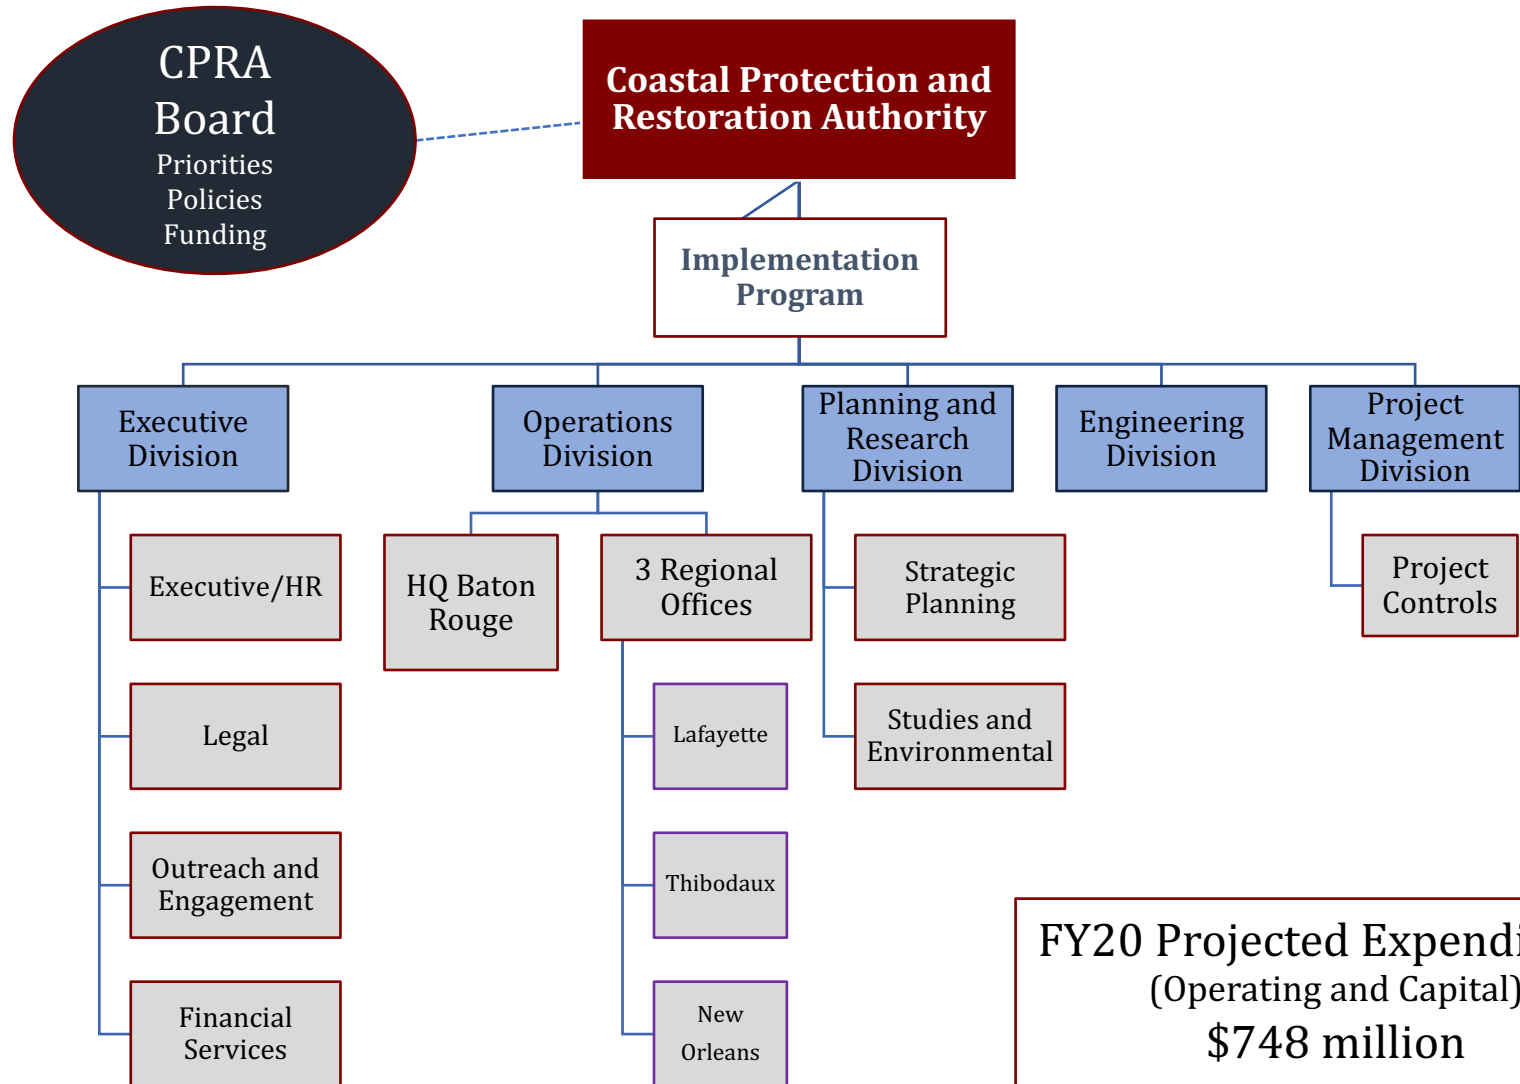 CPRA
Board
Priorities
Policies
Funding
Coastal Protection and
Restoration Authority
Implementation
Program
Executive
Division
Operations
Division
Planning and
Research
Division
Engineering
Division
Project
Management
Division
Executive/HR
HQ Baton
Rouge
3 Regional
Offices
Strategic
Planning
Project
Controls
Legal
Lafayette
Studies and
Environmental
Outreach and
Engagement
Thibodaux
Financial
Services
New
Orleans
FY20 Projected
(Operating and Capital)
$748 million